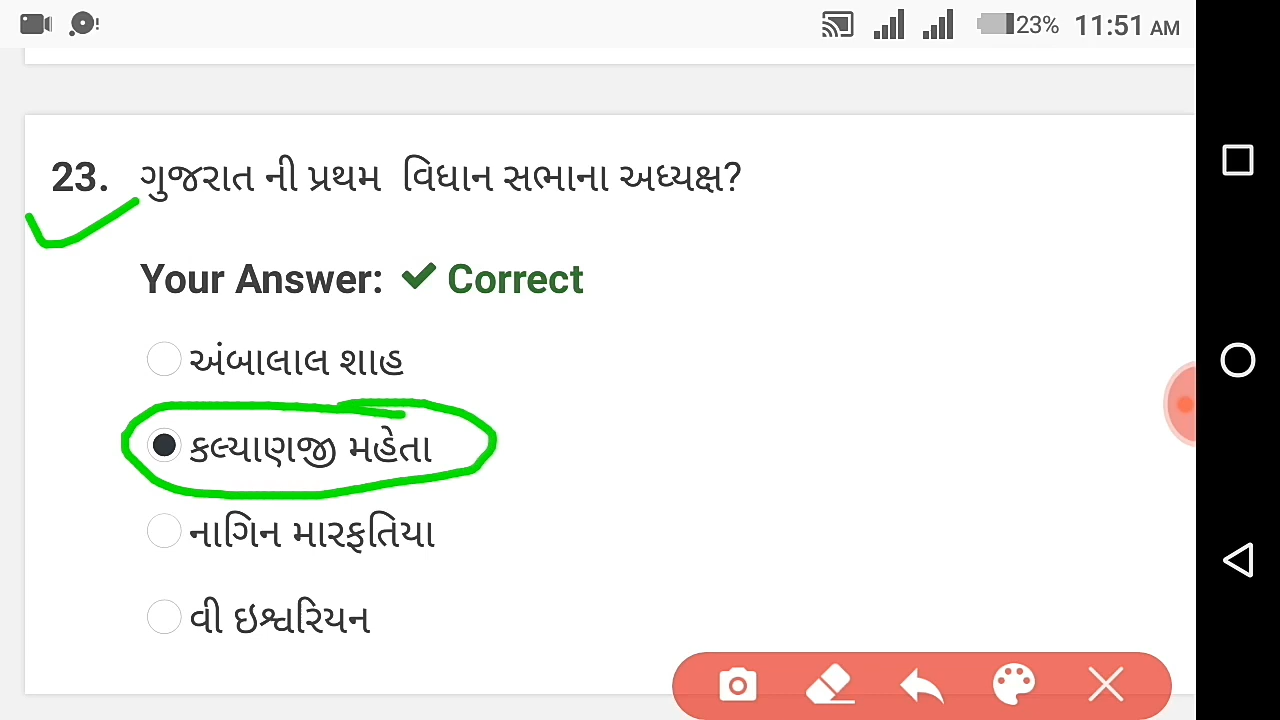 23% 11:51 AM
23. ગુજરાત ની પ્રથમ વિધાન સભાના અધ્યક્ષ?
Your Answer: ✔ Correct
અંબાલાલ શાહ
કલ્યાણજી મહેતા
નાગિન મારફતિયા
વી ઇશ્વરિયન